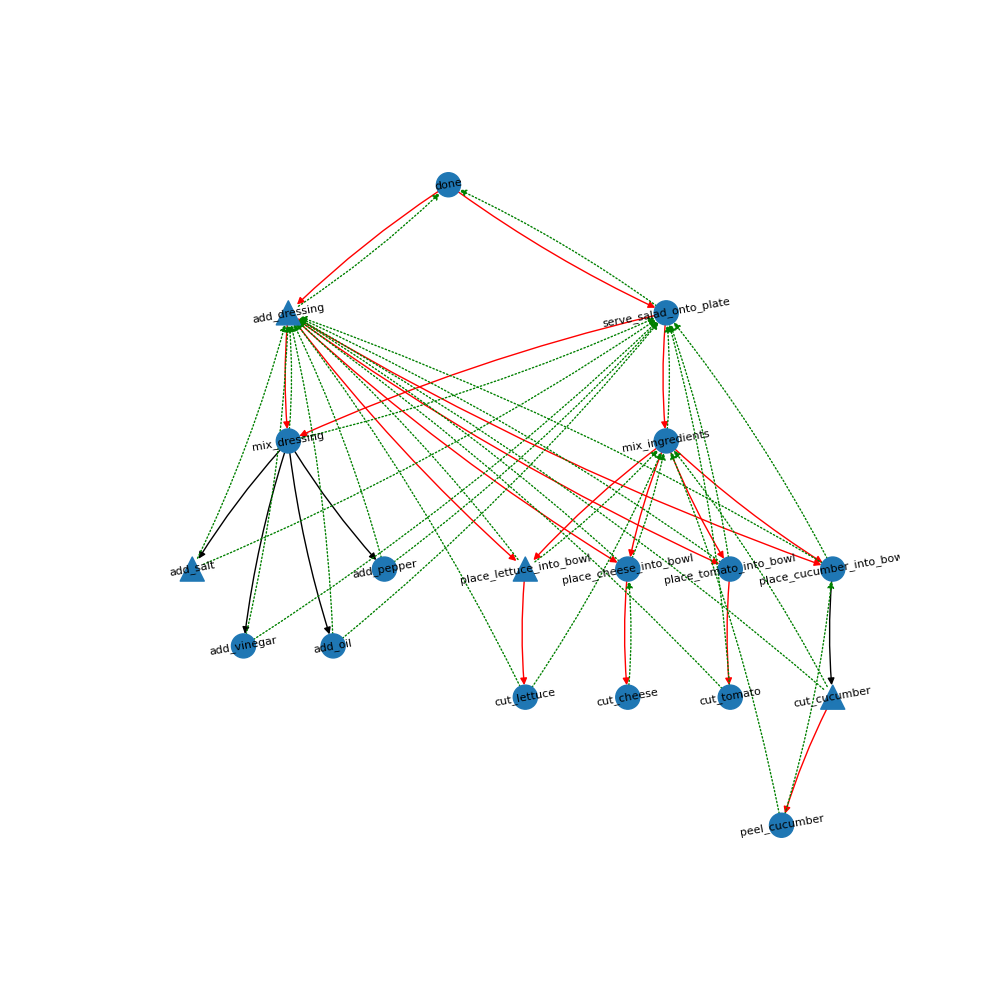 done
add_dressing
serve_salad_onto_plate
mix_dressing
mix_ingredients
add_salt
add_pepper
place_lettuce_into_bowl
place_cheese_into_bowl
place_tomato_into_bowl
place_cucumber_into_bow
add_vinegar
add_oil
cut_lettuce
cut_cheese
cut_tomato
cut_cucumber
peel_cucumber